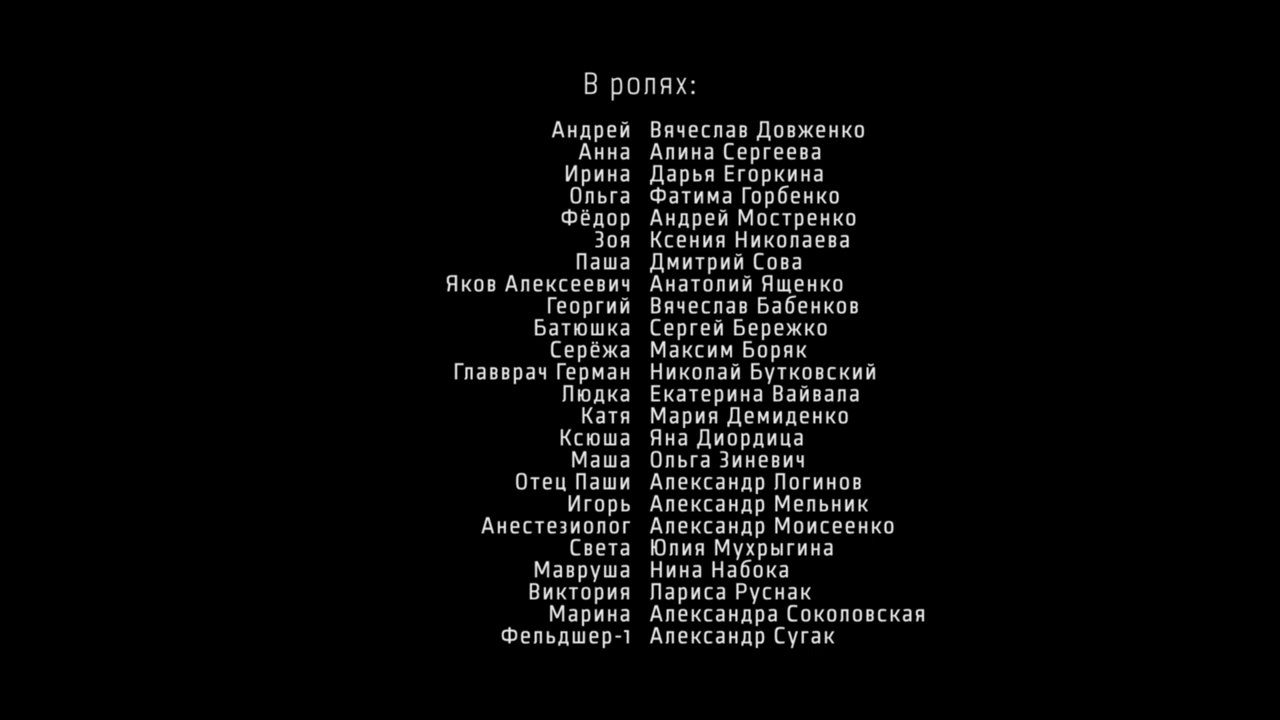 В ролях:
Андрей Вячеслав Довженко
Анна Алина Сергеева
Ирина Дарья Егоркина
Ольга Фатима Горбенко
Фёдор Андрей Мостренко
Зоя Ксения Николаева
Паша Дмитрий Сова
Яков Алексеевич Анатолий Ященко
Георгий Вячеслав Бабенков
Батюшка Сергей Бережко
Серёжа Максим Боряк
Главврач Герман Николай Бутковский
Людка Екатерина Вайвала
Катя Мария Демиденко
Ксюша Яна Диордица
Маша Ольга Зиневич
Отец Паши Александр Логинов
Игорь Александр Мельник
Анестезиолог Александр Моисеенко
Света Юлия Мухрыгина
Мавруша Нина Набока
Виктория Лариса Руснак
Марина Александра Соколовская
Фельдшер-1 Александр Сугак